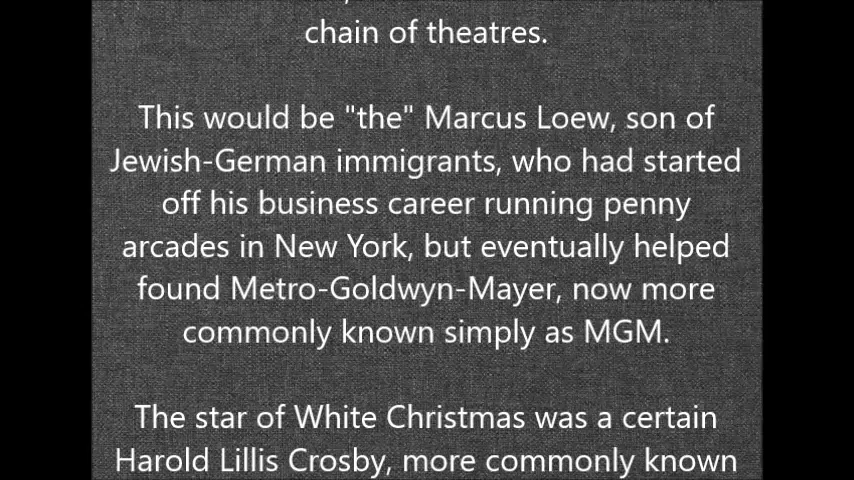 chain of theatres.
This would be "the" Marcus Loew, son of
Jewish-German immigrants, who had started
off his business career running penny
arcades in New York, but eventually helped
found Metro-Goldwyn-Mayer, now more
commonly known simply as MGM.
The star of White Christmas was a certain
Harold Lillis Crosby, more commonly known